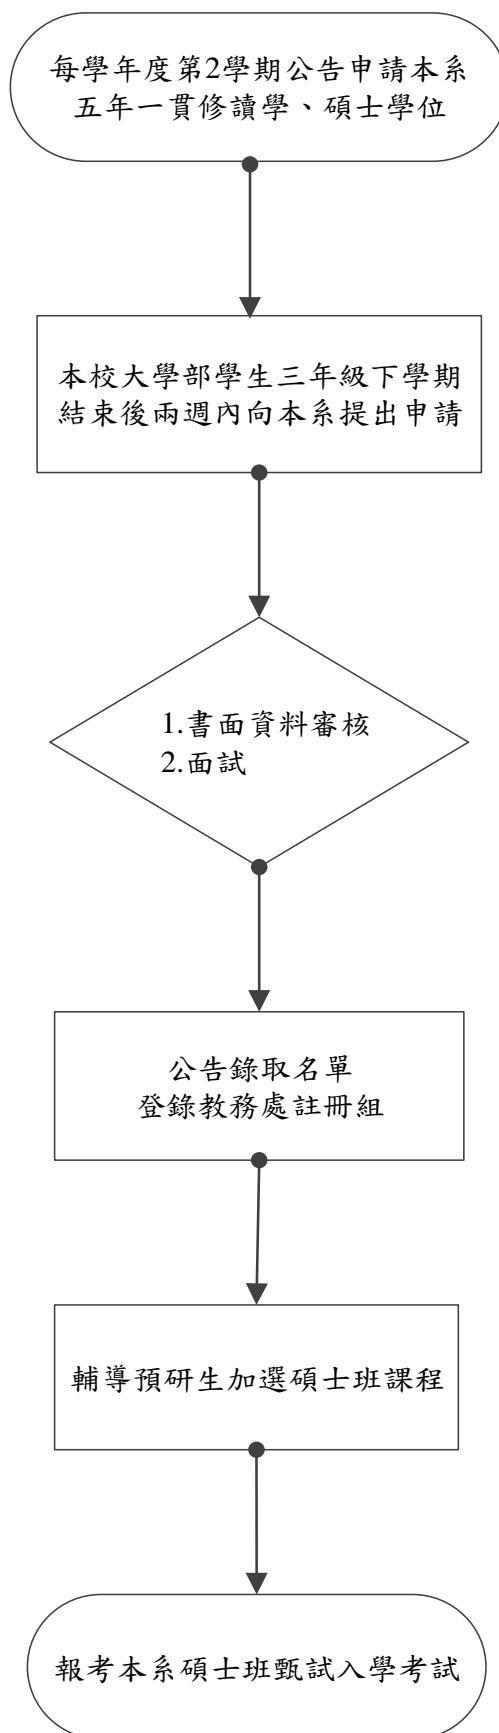 每學年度第2學期公告申請本系
五年一貫修讀學、碩士學位
本校大學部學生三年級下學期
結束後兩週內向本系提出申請
1.書面資料審核
2.面試
公告錄取名單
登錄教務處註冊組
輔導預研生加選碩士班課程
報考本系碩士班甄試入學考試